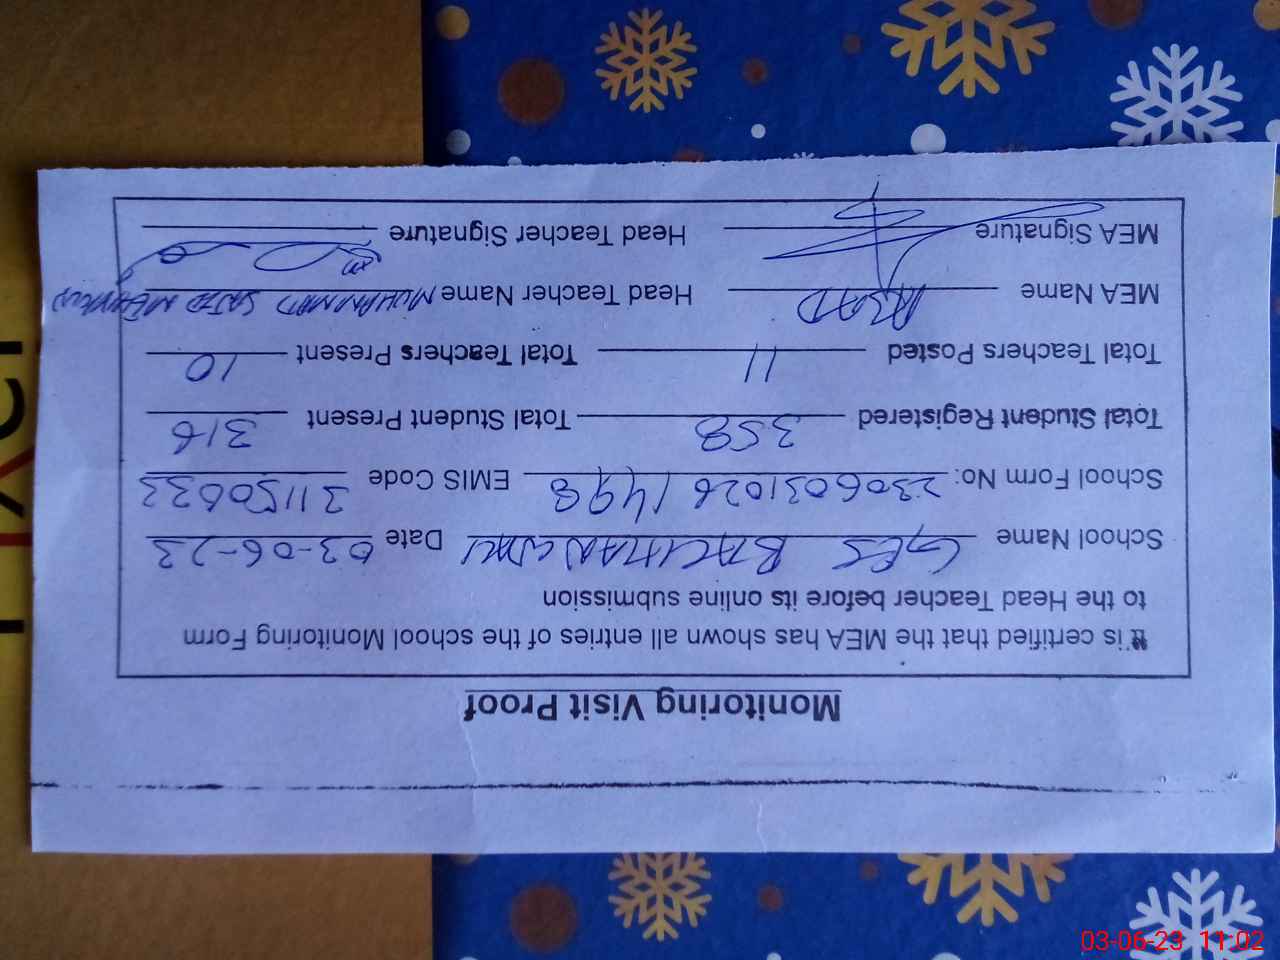 Monitoring Visit Proof
It is certified that the MEA has shown all entries of the school Monitoring Form
to the Head Teacher before its online submission
School Name GES Date 03-06-23
School Form No: 2306031026/1498 EMIS Code 31150633
Total Student Registered 358 Total Student Present 316
Total Teachers Posted 11 Total Teachers Present 10
MEA Name Head Teacher Name MUHAMMAD SAJID
MEA Signature Head Teacher Signature
03-06-23 11:02